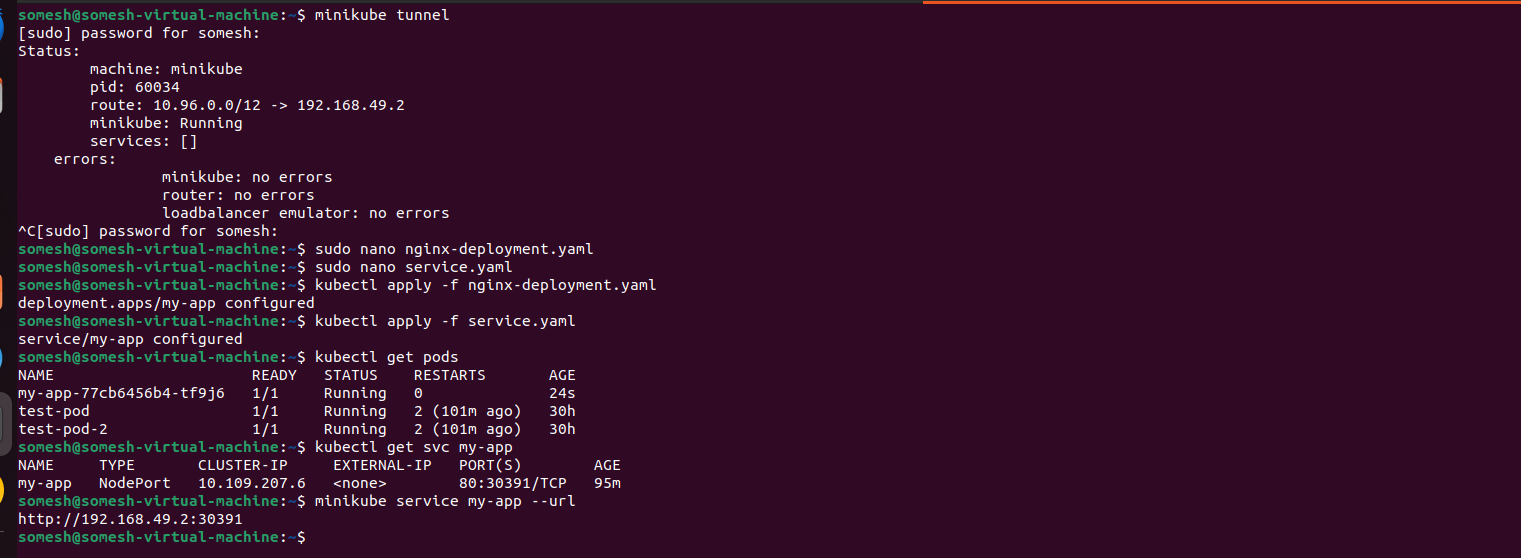 somesh@somesh-virtual-machine:~$ minikube tunnel
[sudo] password for somesh:
Status:
        machine: minikube
        pid: 60034
        route: 10.96.0.0/12 -> 192.168.49.2
        minikube: Running
        services: []
    errors:
                minikube: no errors
                router: no errors
                loadbalancer emulator: no errors
^C[sudo] password for somesh:
somesh@somesh-virtual-machine:~$ sudo nano nginx-deployment.yaml
somesh@somesh-virtual-machine:~$ sudo nano service.yaml
somesh@somesh-virtual-machine:~$ kubectl apply -f nginx-deployment.yaml
deployment.apps/my-app configured
somesh@somesh-virtual-machine:~$ kubectl apply -f service.yaml
service/my-app configured
somesh@somesh-virtual-machine:~$ kubectl get pods
NAME                      READY   STATUS    RESTARTS       AGE
my-app-77cb6456b4-tf9j6   1/1     Running   0              24s
test-pod                  1/1     Running   2 (101m ago)   30h
test-pod-2                1/1     Running   2 (101m ago)   30h
somesh@somesh-virtual-machine:~$ kubectl get svc my-app
NAME     TYPE       CLUSTER-IP     EXTERNAL-IP   PORT(S)        AGE
my-app   NodePort   10.109.207.6   <none>        80:30391/TCP   95m
somesh@somesh-virtual-machine:~$ minikube service my-app --url
http://192.168.49.2:30391
somesh@somesh-virtual-machine:~$